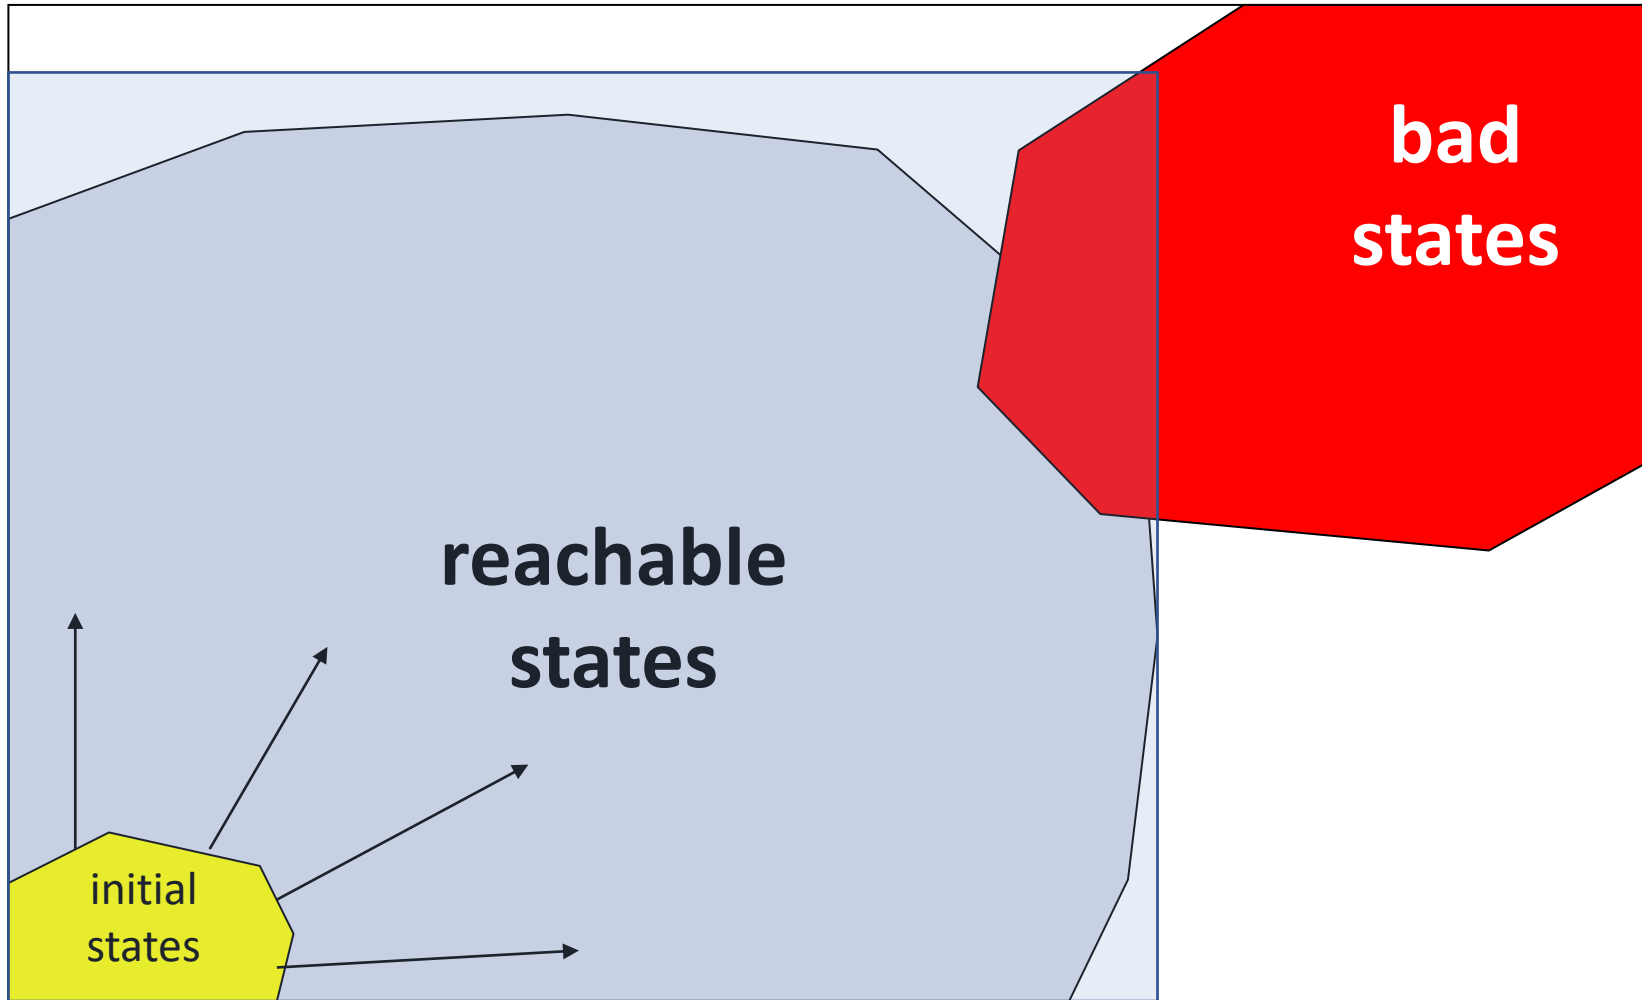 bad
states
reachable
states
initial
states